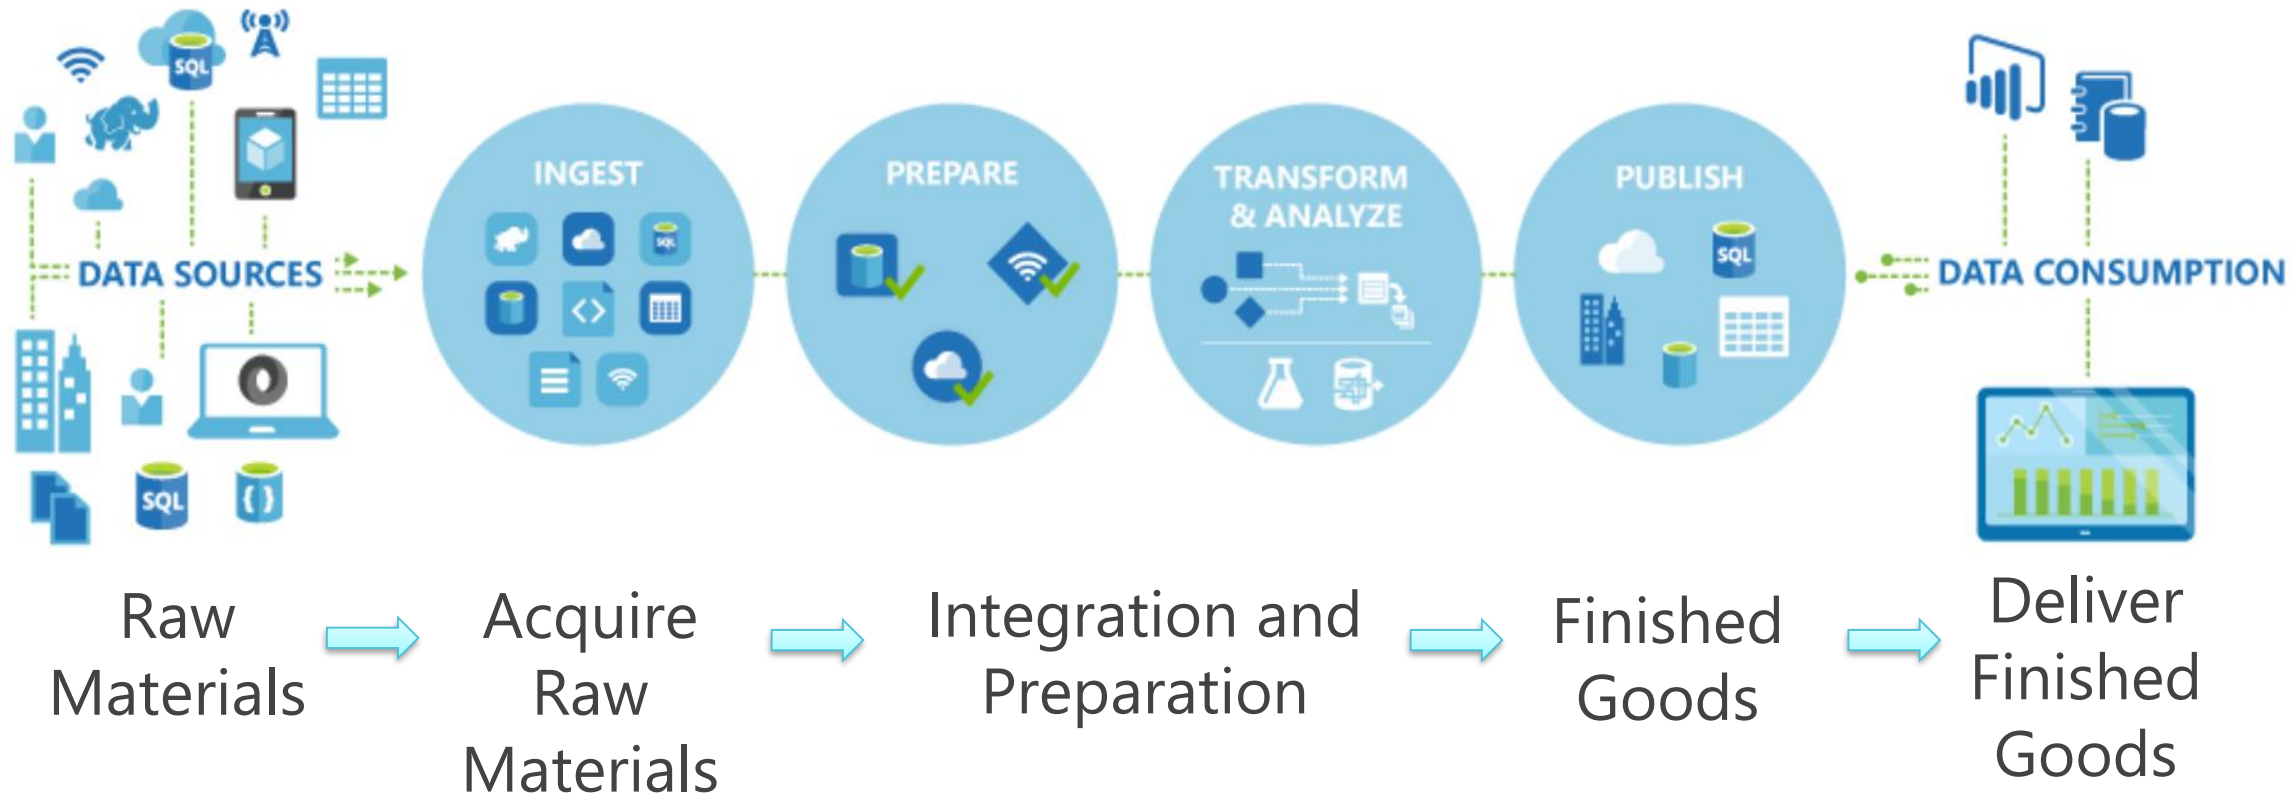 SQL
INGEST
PREPARE
TRANSFORM
& ANALYZE
PUBLISH
SQL
SQL
DATA SOURCES
DATA CONSUMPTION
<>
SQL
{ }
Raw
Materials
Acquire
Raw
Materials
Integration and
Preparation
Finished
Goods
Deliver
Finished
Goods